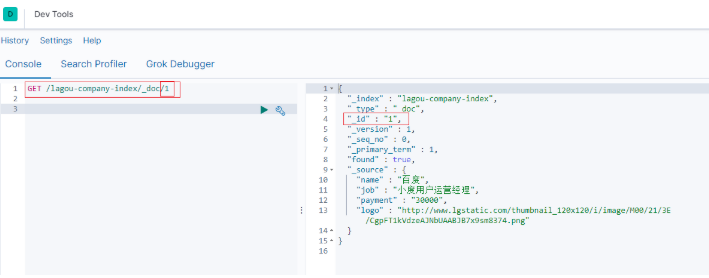 D Dev Tools
History Settings Help
Console Search Profiler Grok Debugger
1 GET /lagou-company-index/_doc/1
2
3
1 {
2 "_index" : "lagou-company-index",
3 "_type" : "_doc",
4 "_id" : "1",
5 "_version" : 1,
6 "_seq_no" : 0,
7 "_primary_term" : 1,
8 "found" : true,
9 "_source" : {
10 "name" : "百度",
11 "job" : "小度用户运营经理",
12 "payment" : "30000",
13 "logo" : "http://www.lgstatic.com/thumbnail_120x120/i/image/M00/21/3E
/CgpFT1kVdzeAJNbUAABJB7x9sm8374.png"
14 }
15 }
16